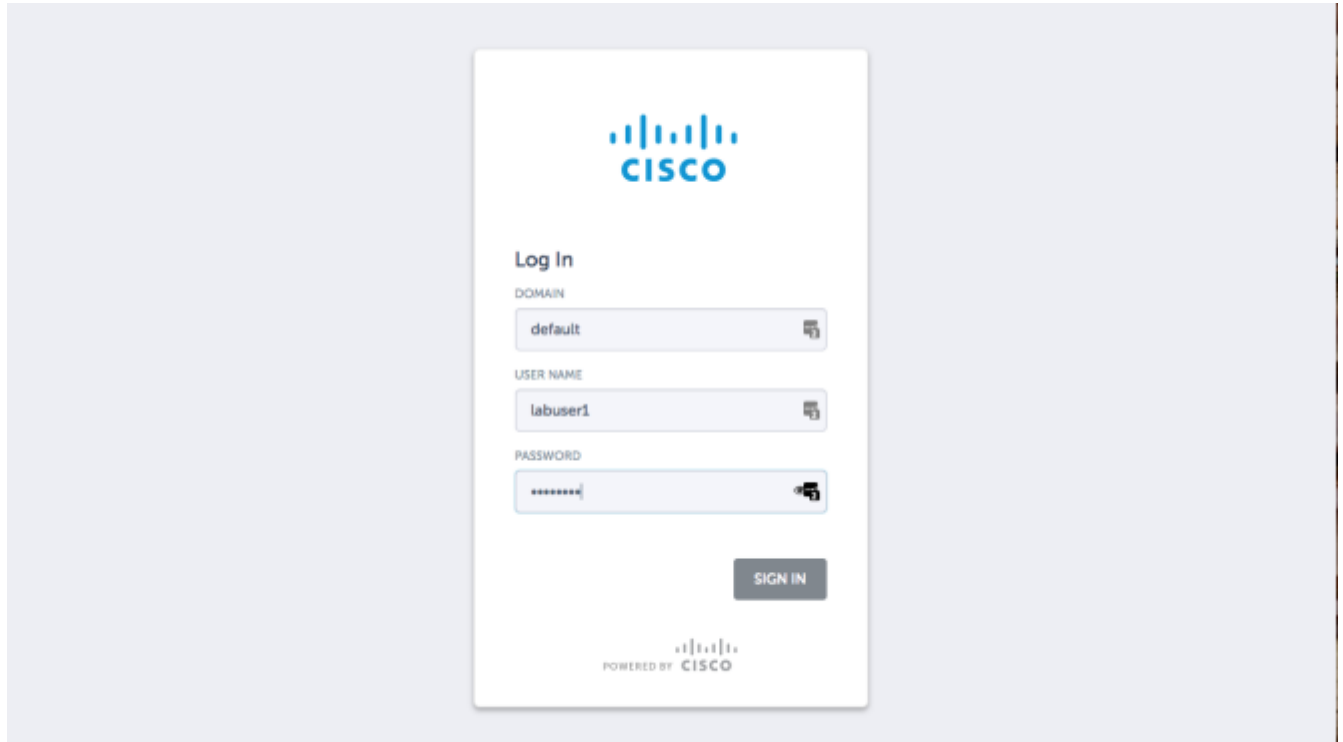 CISCO
Log In
DOMAIN
default
USER NAME
labuser1
PASSWORD
••••••••
SIGN IN
POWERED BY CISCO